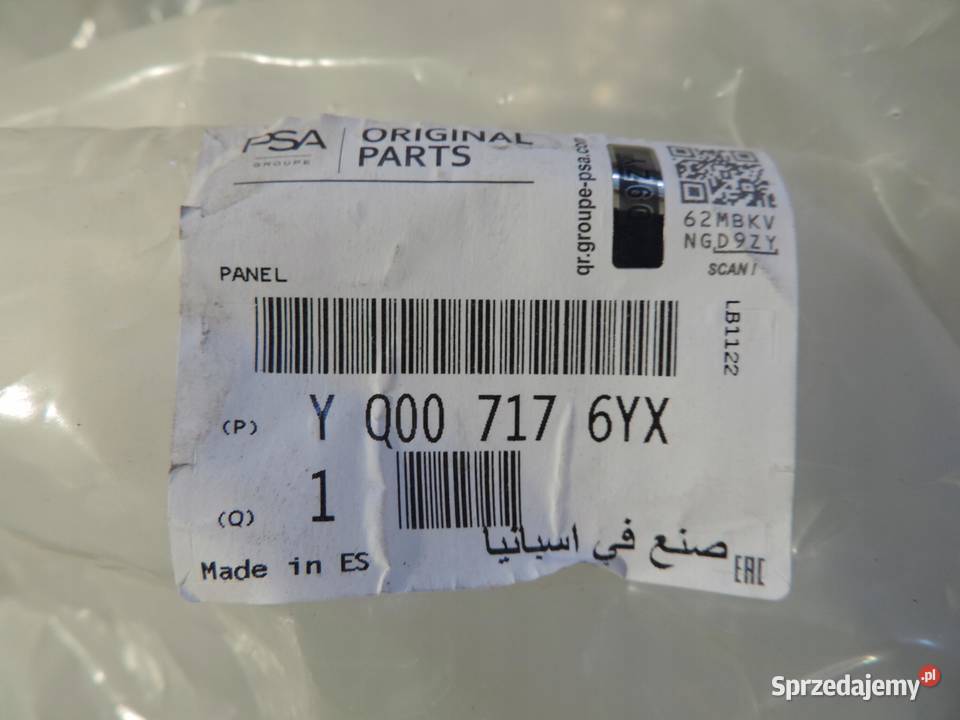 PSA
GROUPE
ORIGINAL
PARTS
qr.groupe-psa.com
D9ZY
62MBKV
NGD9ZY
SCAN !
PANEL
LB1122
(P) Y Q00 717 6YX
(Q) 1
صنع في اسبانيا
Made in ES
EAC
Sprzedajemy.pl